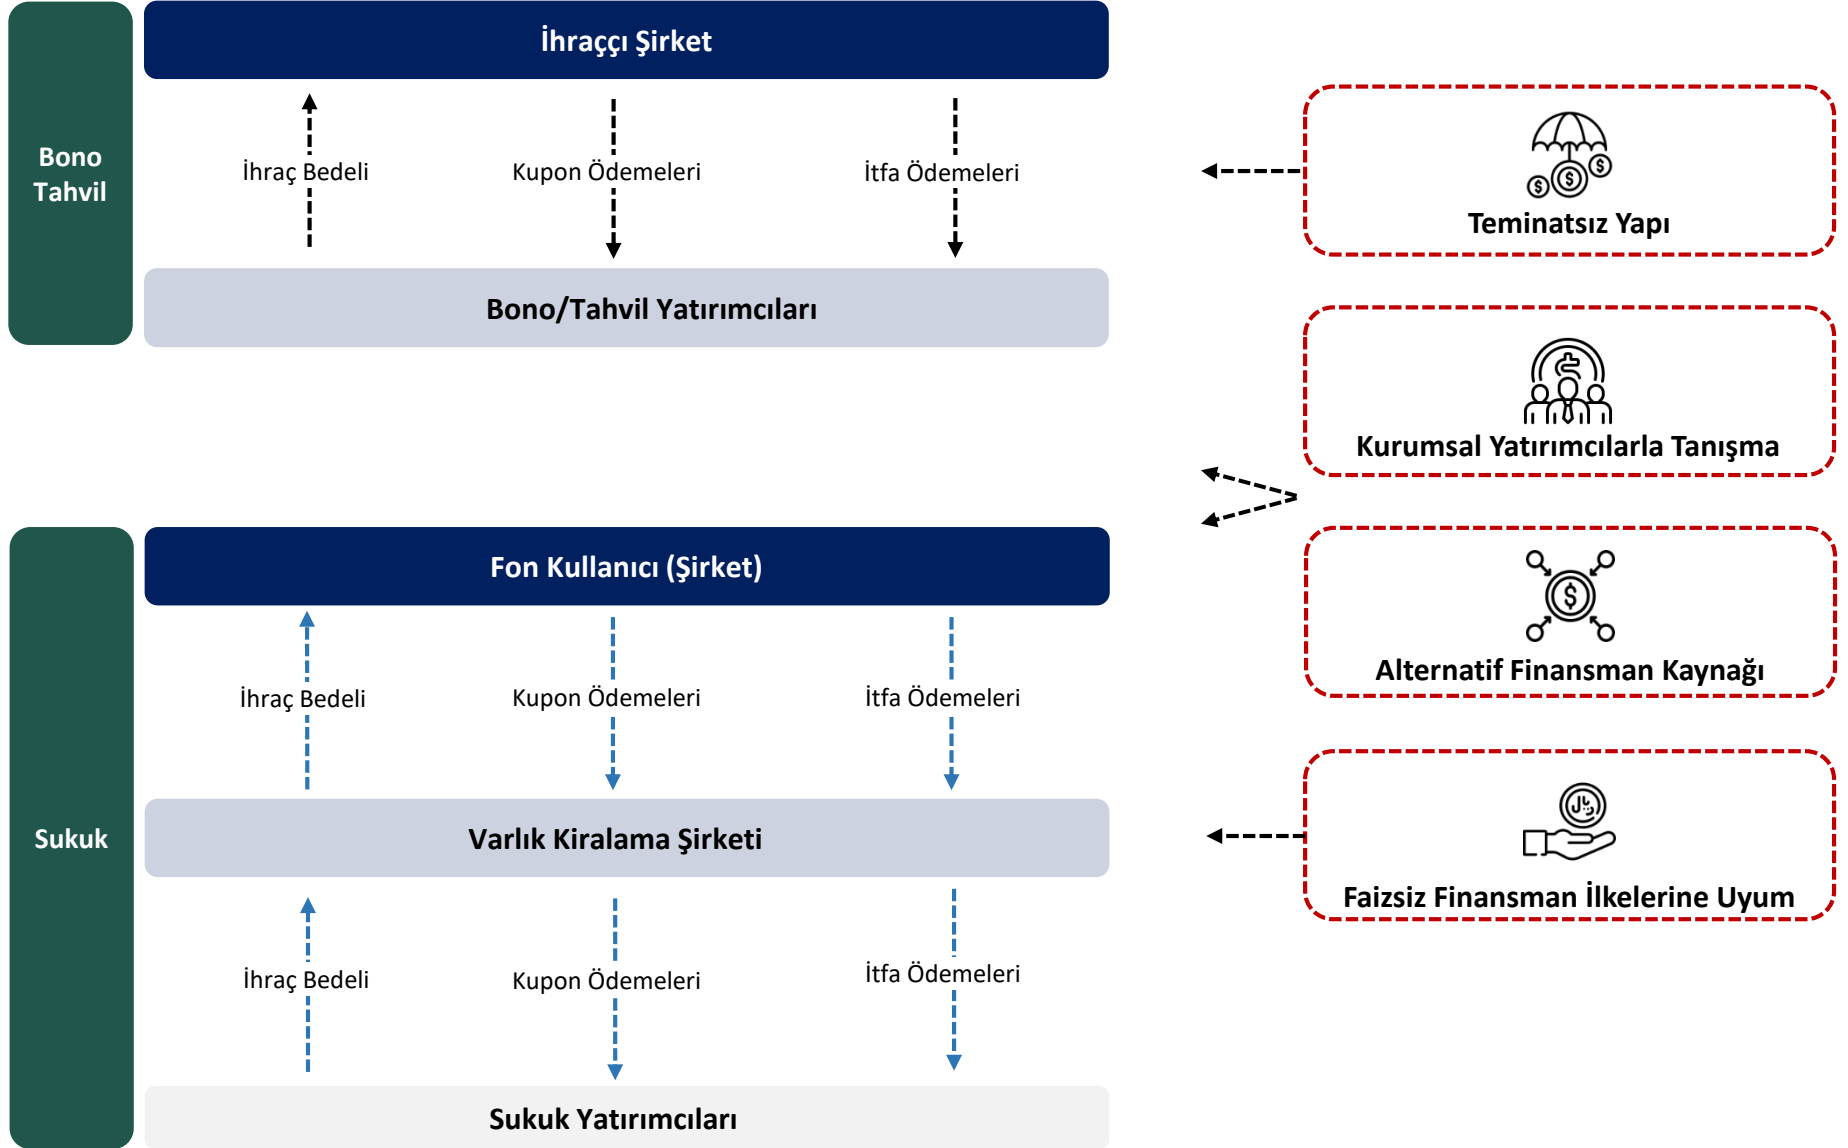 Bono
Tahvil
İhraççı Şirket
İhraç Bedeli
Kupon Ödemeleri
İtfa Ödemeleri
Bono/Tahvil Yatırımcıları
Sukuk
Fon Kullanıcı (Şirket)
İhraç Bedeli
Kupon Ödemeleri
İtfa Ödemeleri
Varlık Kiralama Şirketi
İhraç Bedeli
Kupon Ödemeleri
İtfa Ödemeleri
Sukuk Yatırımcıları
Teminatsız Yapı
Kurumsal Yatırımcılarla Tanışma
Alternatif Finansman Kaynağı
Faizsiz Finansman İlkelerine Uyum